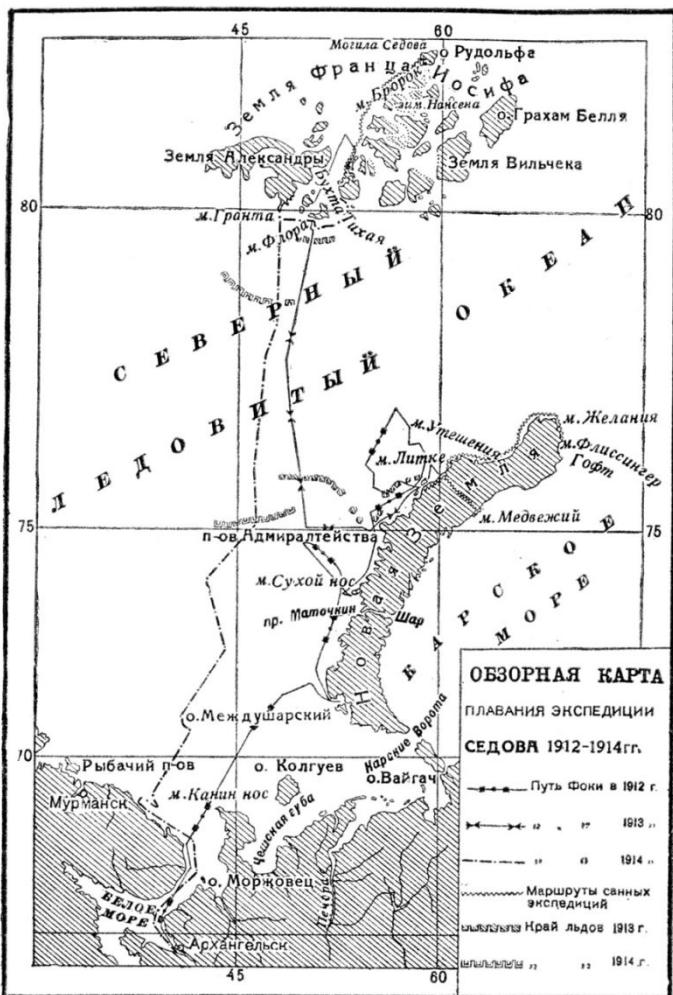 45
60
Могила Седова
Рудольфа
Земля Франца Иосифа
м. Бророк
зим. Нансена
Грахам Белля
Земля Александры
Земля Вильчека
Бухта Тихая
80
м. Гранта
80
м. Флора
СЕВЕРНЫЙ
ЛЕДОВИТЫЙ
ОКЕАН
м. Желания
м. Утешения
м. Флиссингер
Гофт
м. Литке
м. Медвежий
75
п-ов Адмиралтейства
75
м. Сухой нос
пр. Маточкин Шар
Новая Земля
КАРСКОЕ
МОРЕ
о. Междушарский
70
Карские Ворота
Рыбачий п-ов
о. Колгуев
о. Вайгач
Мурманск
м. Канин нос
Чешская губа
о. Моржовец
Печора
БЕЛОЕ
МОРЕ
Архангельск
45
60
ОБЗОРНАЯ КАРТА
ПЛАВАНИЯ ЭКСПЕДИЦИИ
СЕДОВА 1912-1914гг.
Путь Фоки в 1912 г.
" " " 1913 "
" " 1914 "
Маршруты санных
экспедиций
Край льдов 1913 г.
" " 1914 г.